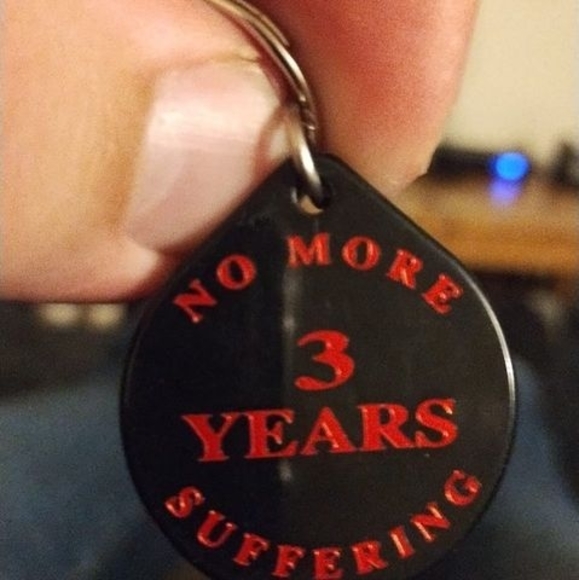 NO MORE
3
YEARS
SUFFERING